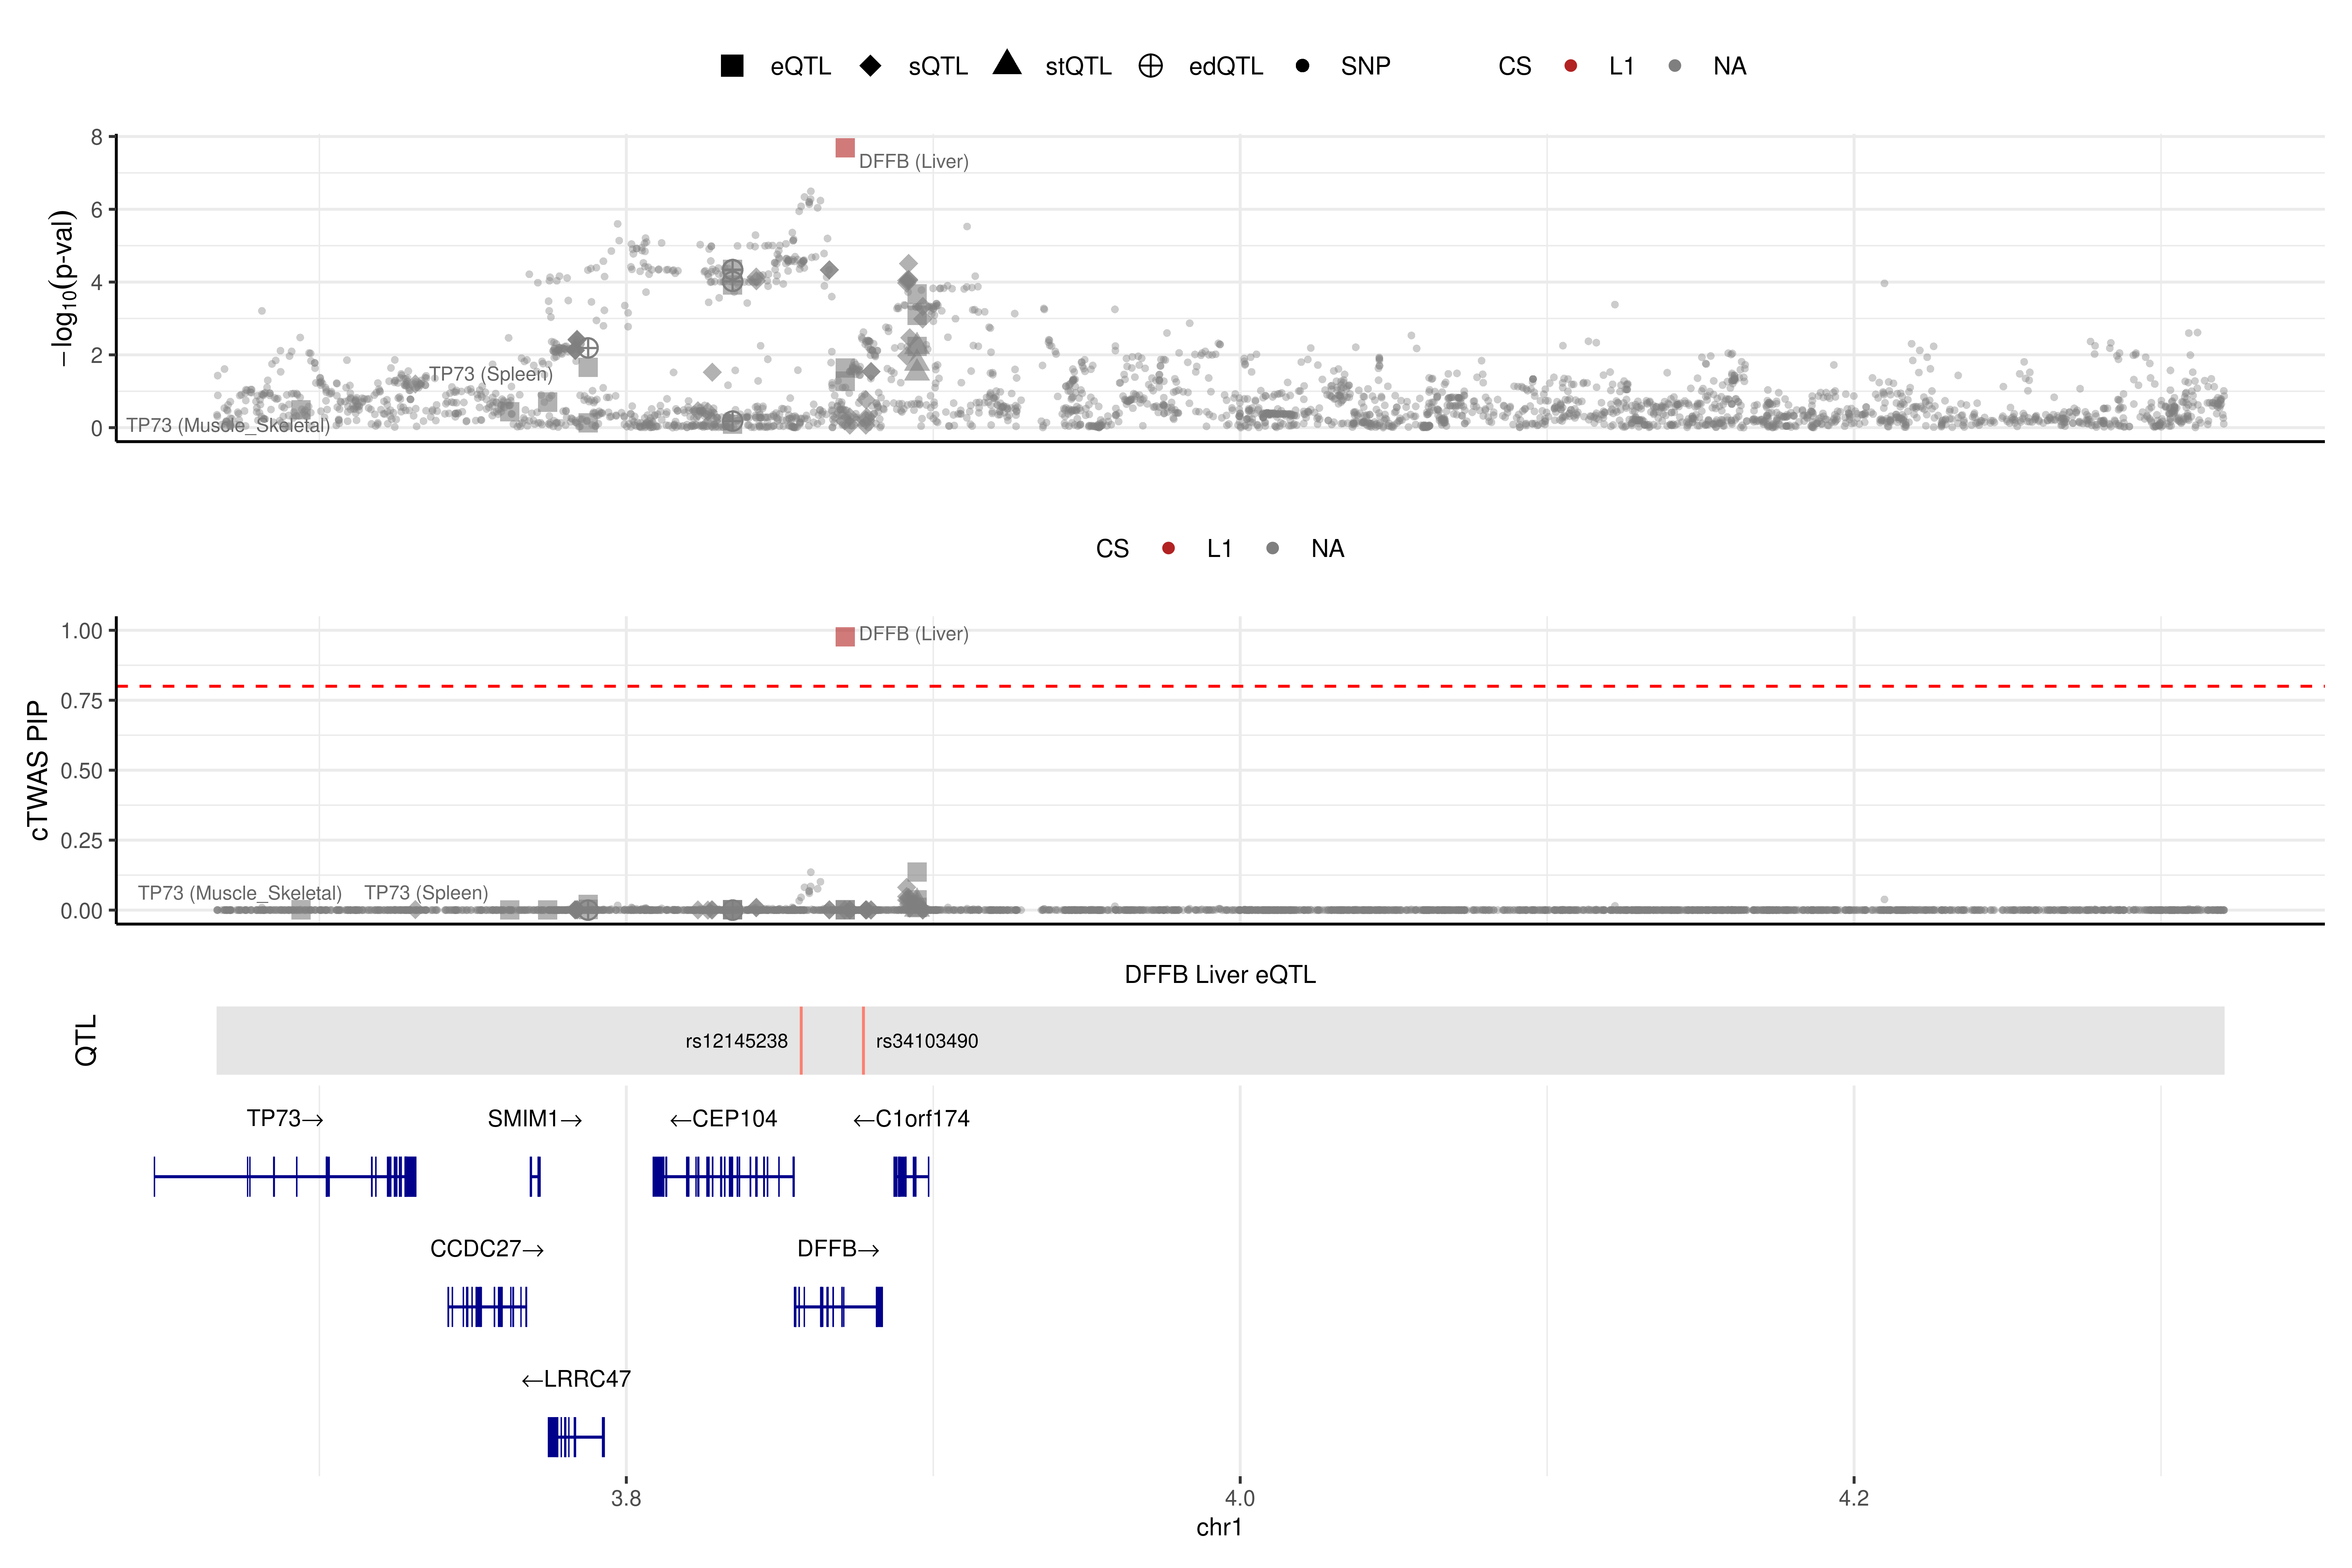 eQTL sQTL stQTL edQTL SNP CS L1 NA
8
DFFB (Liver)
6
4
2
TP73 (Spleen)
0
TP73 (Muscle_Skeletal)
−log10(p-val)
CS L1 NA
1.00
DFFB (Liver)
0.75
0.50
0.25
TP73 (Muscle_Skeletal) TP73 (Spleen)
0.00
cTWAS PIP
DFFB Liver eQTL
QTL
rs12145238 rs34103490
TP73→ SMIM1→ ←CEP104 ←C1orf174
CCDC27→ DFFB→
←LRRC47
3.8 4.0 4.2
chr1